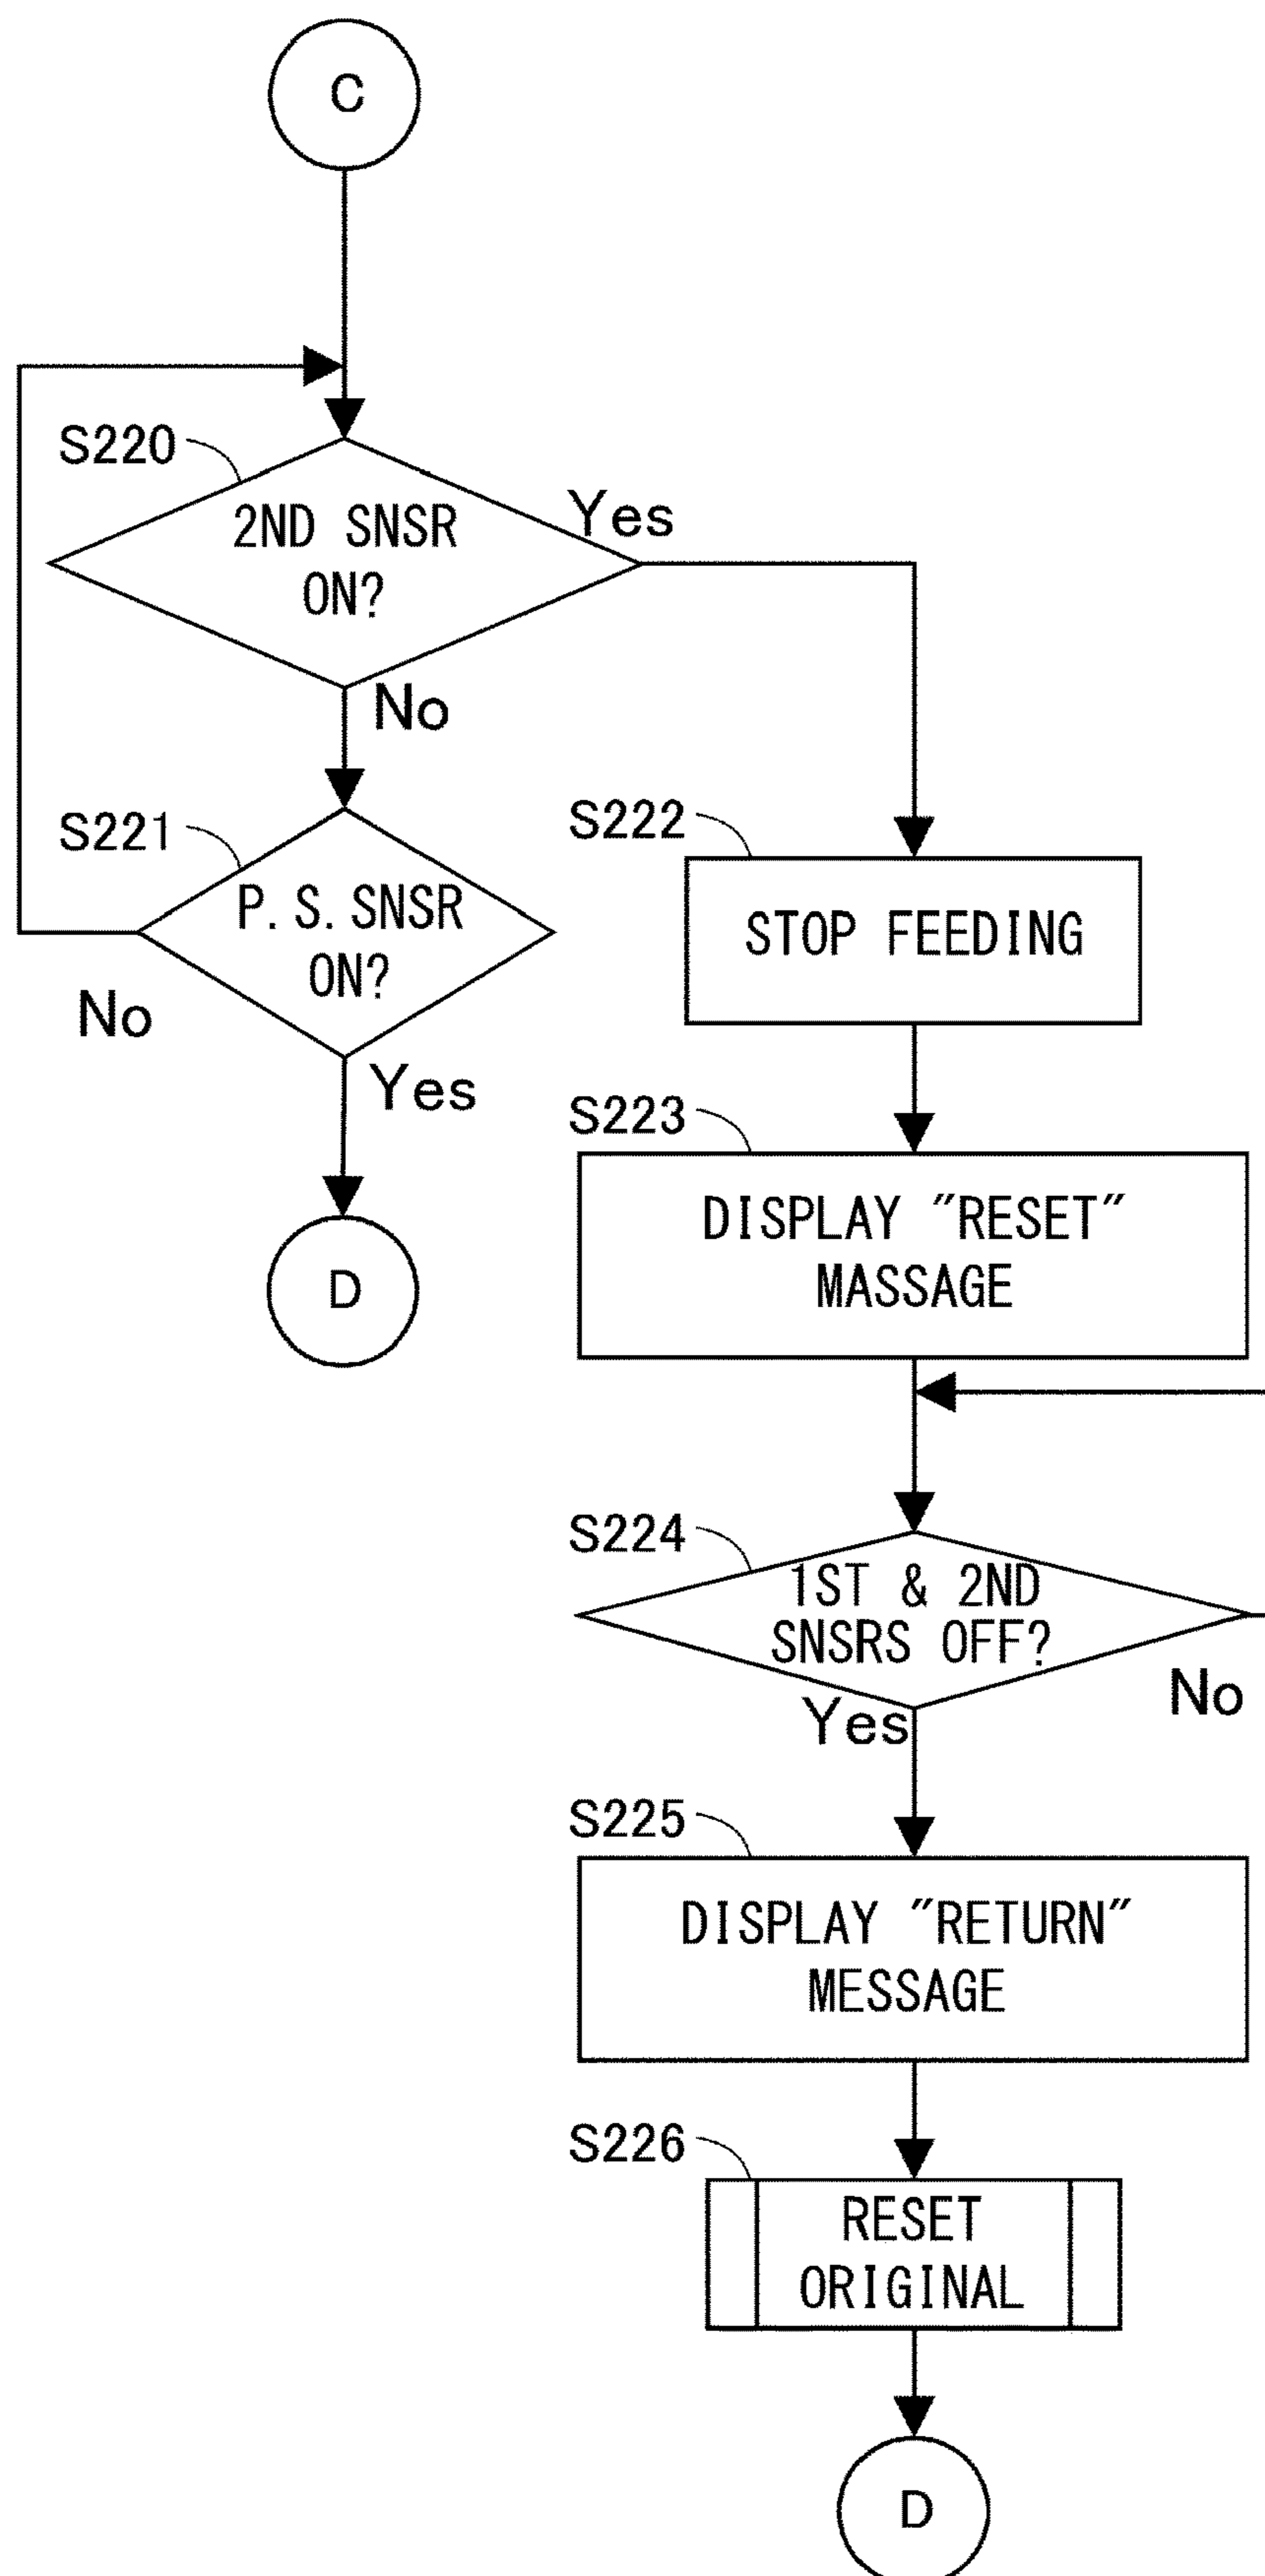 C
S220
2ND SNSR
ON?
Yes
No
S221
P.S.SNSR
ON?
No
Yes
D
S222
STOP FEEDING
S223
DISPLAY "RESET"
MASSAGE
S224
1ST & 2ND
SNSRS OFF?
No
Yes
S225
DISPLAY "RETURN"
MESSAGE
S226
RESET
ORIGINAL
D